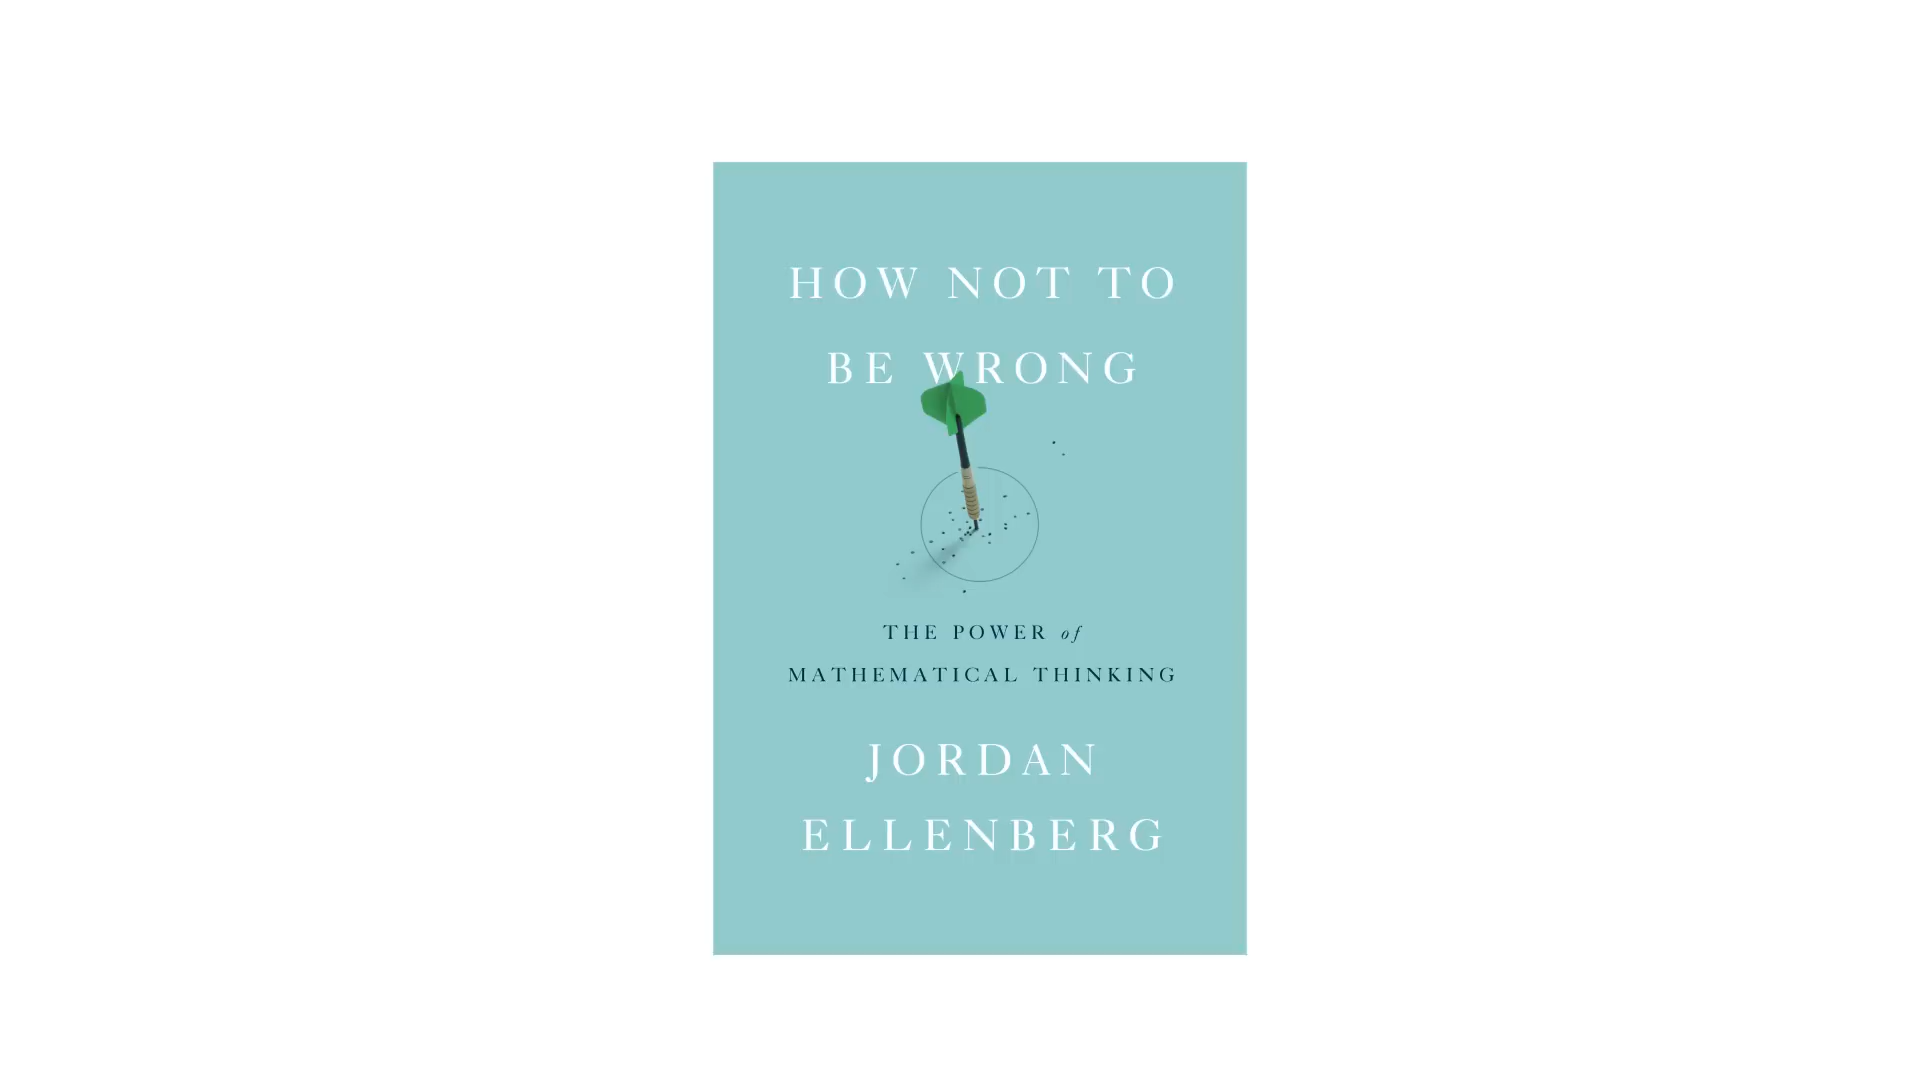 HOW NOT TO
BE WRONG
THE POWER of
MATHEMATICAL THINKING
JORDAN
ELLENBERG